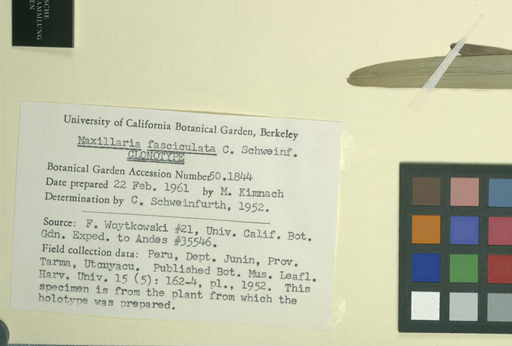 SCHE
SAMMLUNG
EN
University of California Botanical Garden, Berkeley
Maxillaria fasciculata C. Schweinf.
CLONOTYPE
Botanical Garden Accession Number 50.1844
Date prepared 22 Feb. 1961 by M. Kimnach
Determination by C. Schweinfurth, 1952.
Source: F. Woytkowski #21, Univ. Calif. Bot.
Gdn. Exped. to Andes #35546.
Field collection data: Peru, Dept. Junin, Prov.
Tarma, Utcuyacu. Published Bot. Mus. Leafl.
Harv. Univ. 15 (5): 162-4, pl., 1952. This
specimen is from the plant from which the
holotype was prepared.